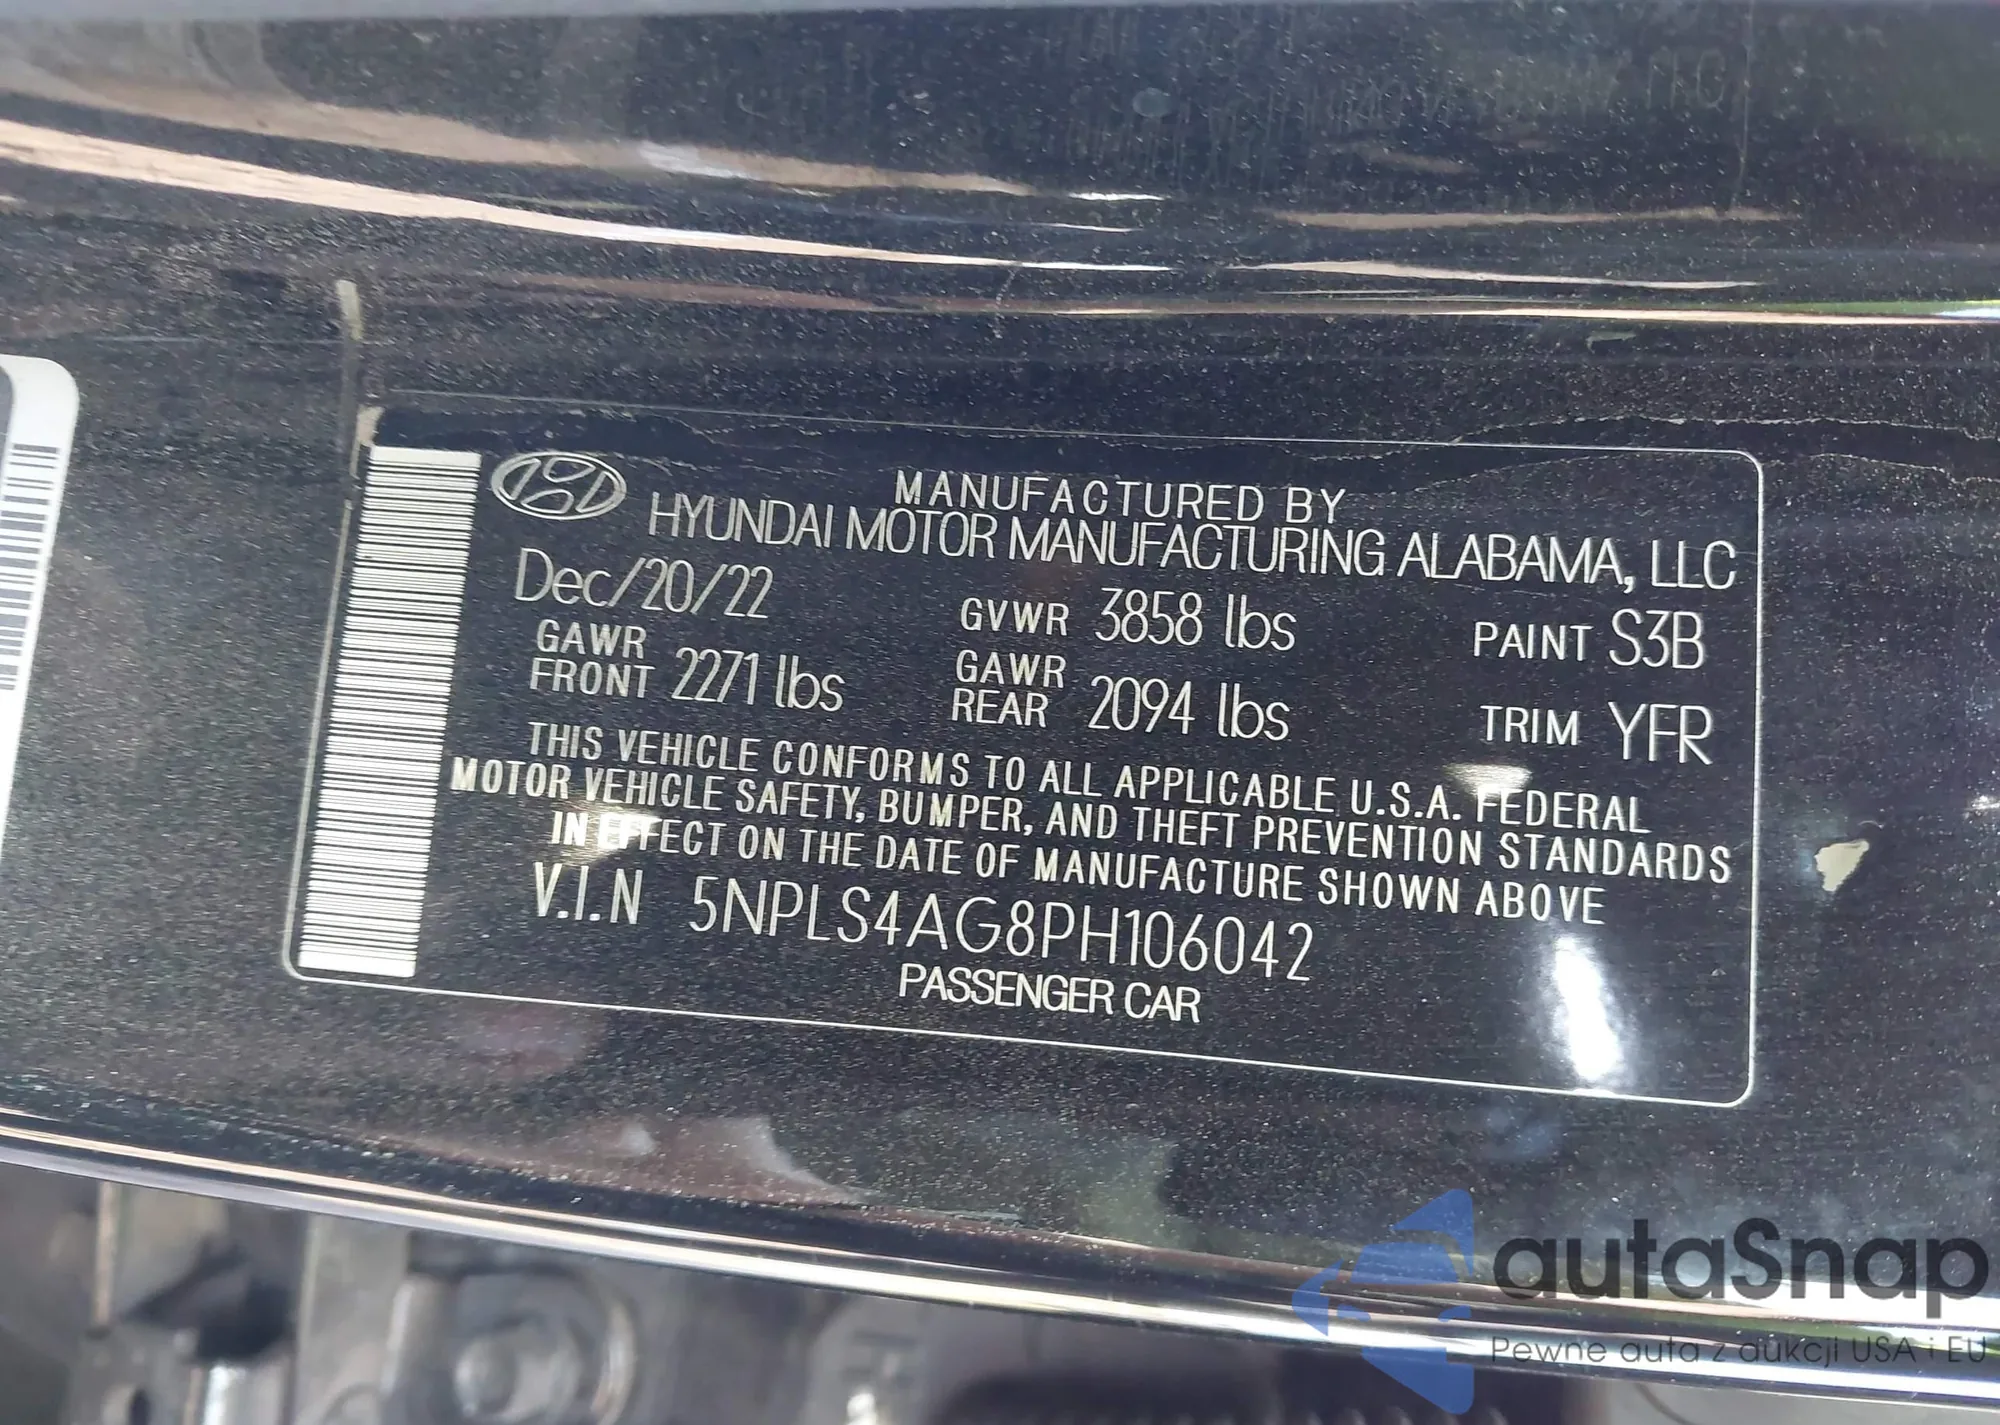 MANUFACTURED BY
HYUNDAI MOTOR MANUFACTURING ALABAMA, LLC
Dec/20/22 GVWR 3858 lbs PAINT S3B
GAWR FRONT 2271 lbs GAWR REAR 2094 lbs TRIM YFR
THIS VEHICLE CONFORMS TO ALL APPLICABLE U.S.A. FEDERAL
MOTOR VEHICLE SAFETY, BUMPER, AND THEFT PREVENTION STANDARDS
IN EFFECT ON THE DATE OF MANUFACTURE SHOWN ABOVE
V.I.N 5NPLS4AG8PH106042
PASSENGER CAR
autaSnap
Pewne auta z aukcji USA i EU